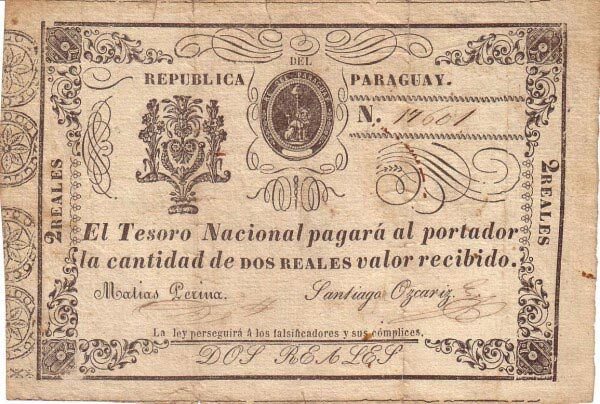 DEL
REPUBLICA PARAGUAY.
N. 17601
2 REALES
2 REALES
El Tesoro Nacional pagará al portador
la cantidad de DOS REALES valor recibido.
Matias Perina. Santiago Ozcariz
La ley perseguirá á los falsificadores y sus cómplices.
DOS REALES